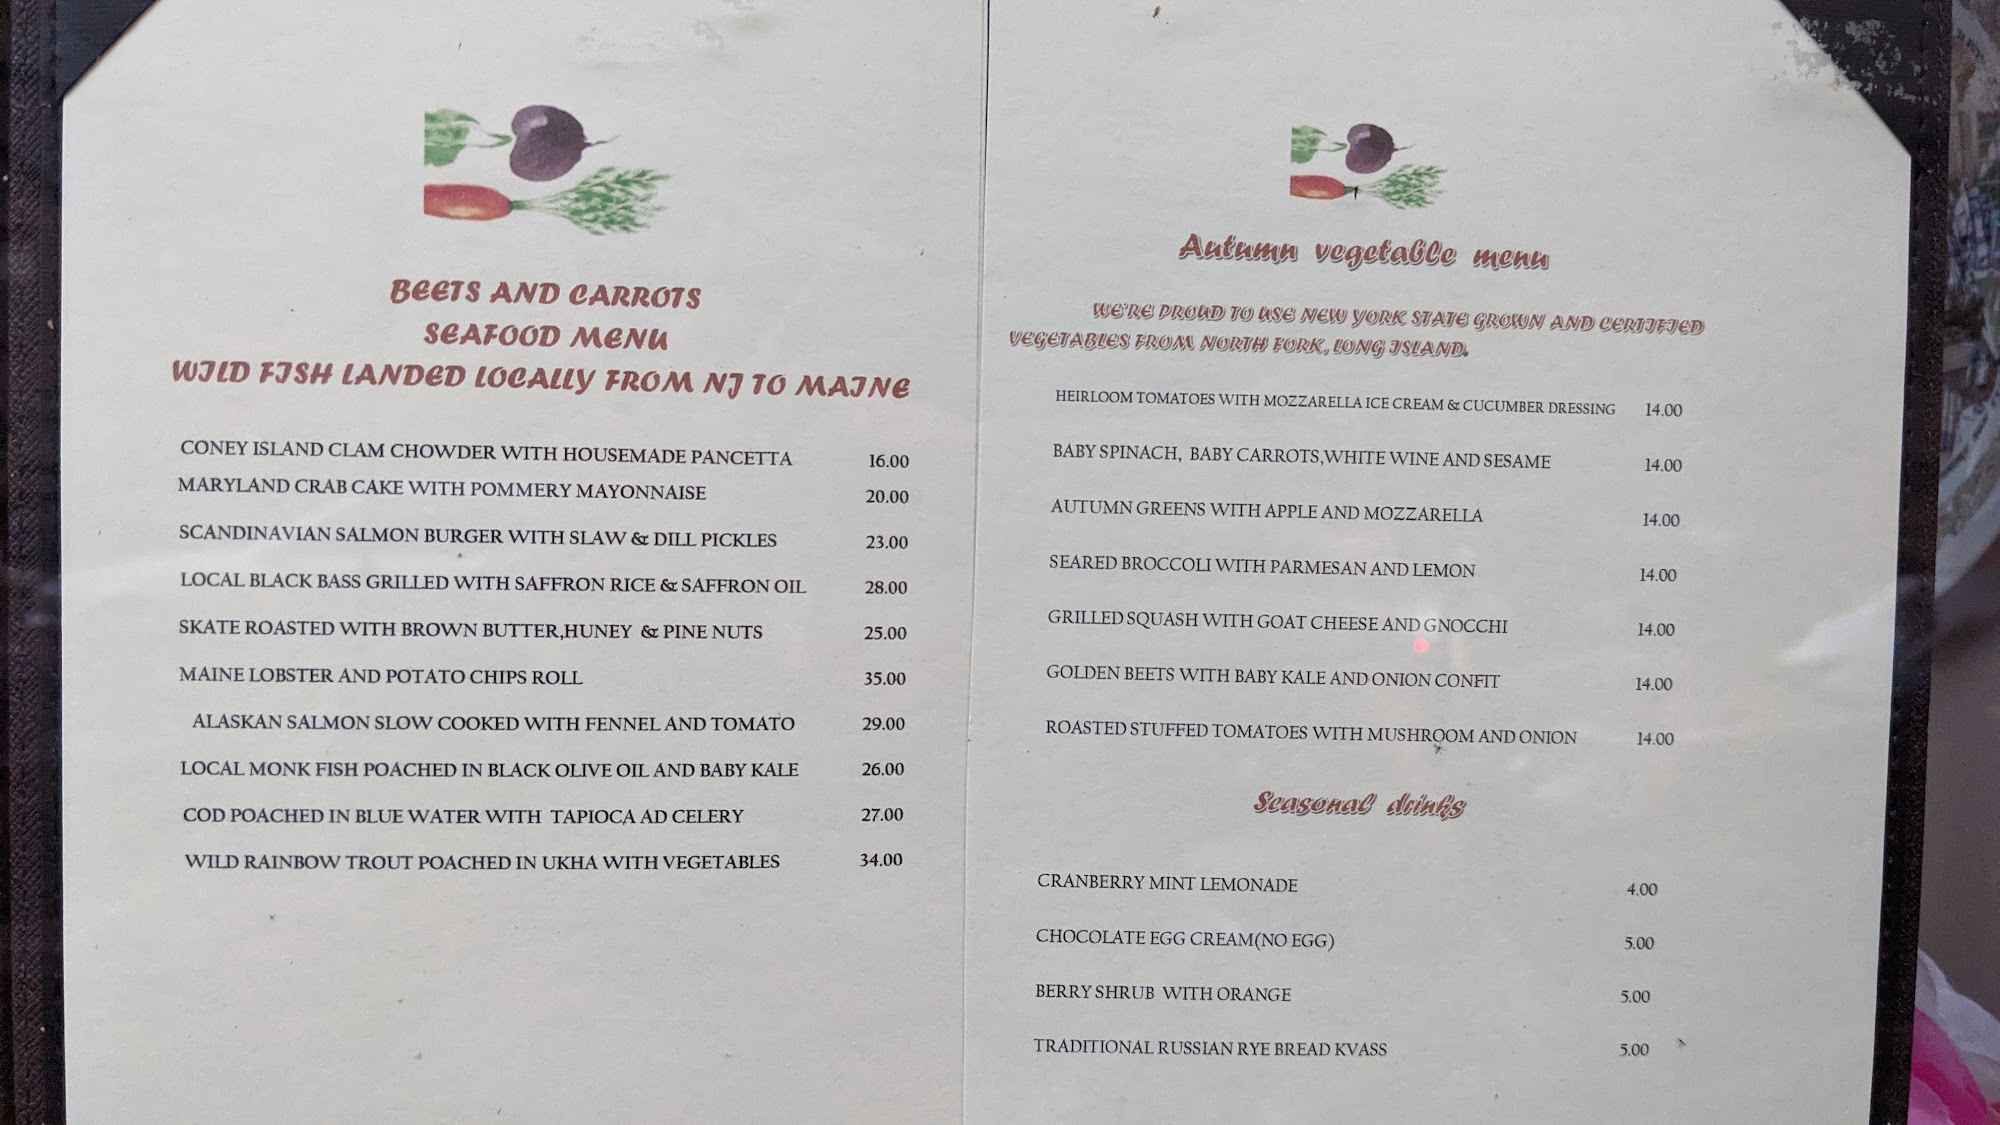 BEETS AND CARROTS
SEAFOOD MENU
WILD FISH LANDED LOCALLY FROM NJ TO MAINE
CONEY ISLAND CLAM CHOWDER WITH HOUSEMADE PANCETTA 16.00
MARYLAND CRAB CAKE WITH POMMERY MAYONNAISE 20.00
SCANDINAVIAN SALMON BURGER WITH SLAW & DILL PICKLES 23.00
LOCAL BLACK BASS GRILLED WITH SAFFRON RICE & SAFFRON OIL 28.00
SKATE ROASTED WITH BROWN BUTTER,HUNEY & PINE NUTS 25.00
MAINE LOBSTER AND POTATO CHIPS ROLL 35.00
ALASKAN SALMON SLOW COOKED WITH FENNEL AND TOMATO 29.00
LOCAL MONK FISH POACHED IN BLACK OLIVE OIL AND BABY KALE 26.00
COD POACHED IN BLUE WATER WITH TAPIOCA AD CELERY 27.00
WILD RAINBOW TROUT POACHED IN UKHA WITH VEGETABLES 34.00
Autumn vegetable menu
WE'RE PROUD TO USE NEW YORK STATE GROWN AND CERTIFIED
VEGETABLES FROM NORTH FORK, LONG ISLAND.
HEIRLOOM TOMATOES WITH MOZZARELLA ICE CREAM & CUCUMBER DRESSING 14.00
BABY SPINACH, BABY CARROTS,WHITE WINE AND SESAME 14.00
AUTUMN GREENS WITH APPLE AND MOZZARELLA 14.00
SEARED BROCCOLI WITH PARMESAN AND LEMON 14.00
GRILLED SQUASH WITH GOAT CHEESE AND GNOCCHI 14.00
GOLDEN BEETS WITH BABY KALE AND ONION CONFIT 14.00
ROASTED STUFFED TOMATOES WITH MUSHROOM AND ONION 14.00
Seasonal drinks
CRANBERRY MINT LEMONADE 4.00
CHOCOLATE EGG CREAM(NO EGG) 5.00
BERRY SHRUB WITH ORANGE 5.00
TRADITIONAL RUSSIAN RYE BREAD KVASS 5.00